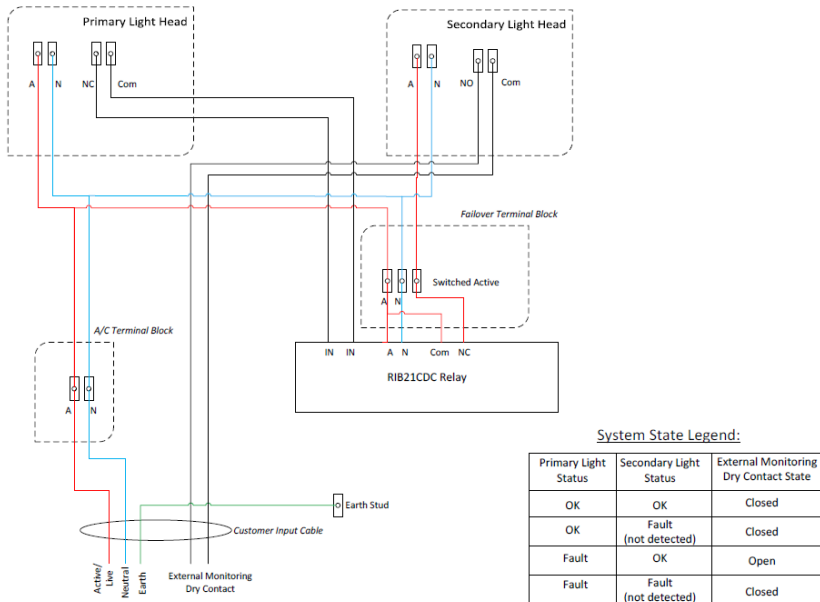 Primary Light Head
Secondary Light Head
A N NC Com
A N NO Com
Failover Terminal Block
Switched Active
A N
A/C Terminal Block
IN IN A N Com NC
RIB21CDC Relay
A N
System State Legend:
Primary Light Status
Secondary Light Status
External Monitoring Dry Contact State
OK
OK
Closed
OK
Fault
(not detected)
Closed
Fault
OK
Open
Fault
Fault
(not detected)
Closed
Earth Stud
Customer Input Cable
Active/
Live
Neutral
Earth
External Monitoring
Dry Contact